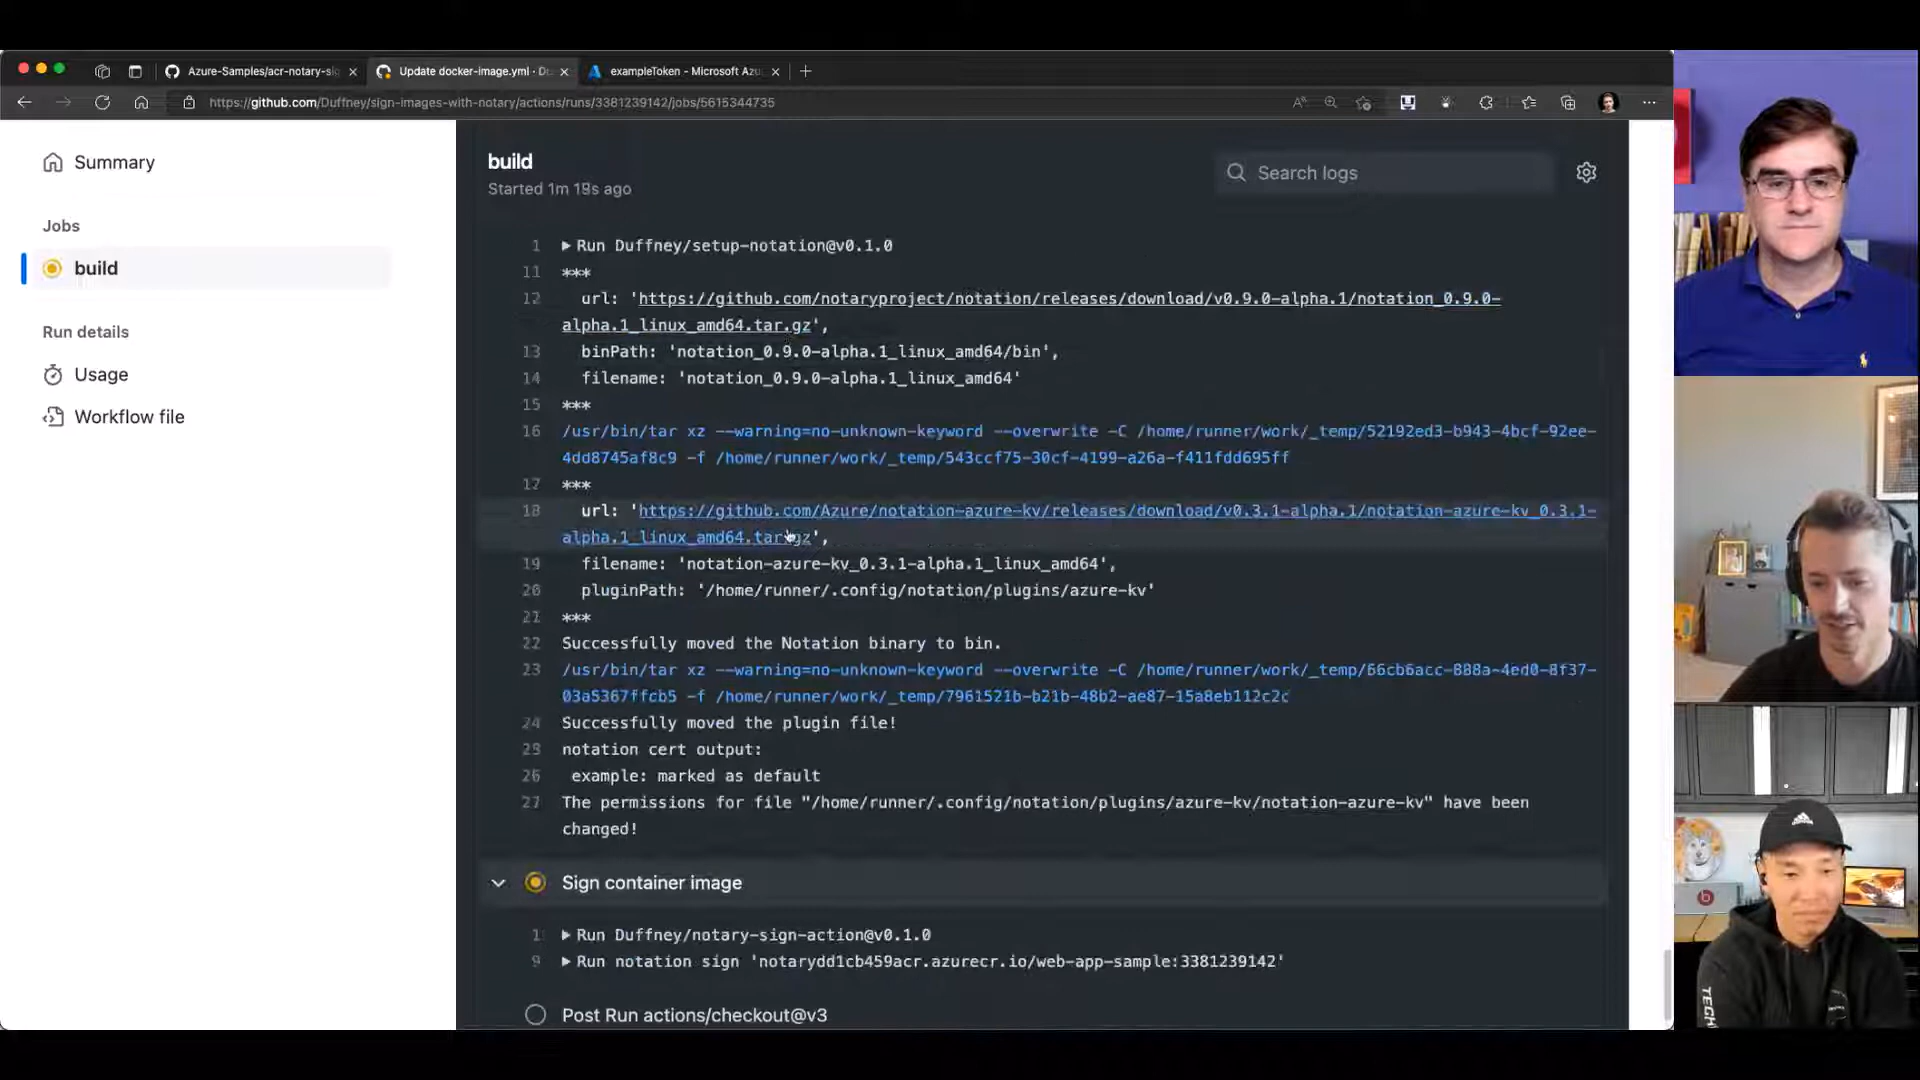 Azure-Samples/acr-notary-sig
Update docker-image.yml · Du
exampleToken - Microsoft Azu
https://github.com/Duffney/sign-images-with-notary/actions/runs/3381239142/jobs/5615344735
Summary
Jobs
build
Run details
Usage
Workflow file
build
Started 1m 19s ago
Search logs
1 Run Duffney/setup-notation@v0.1.0
11 ***
12 url: 'https://github.com/notaryproject/notation/releases/download/v0.9.0-alpha.1/notation_0.9.0-
alpha.1_linux_amd64.tar.gz',
13 binPath: 'notation_0.9.0-alpha.1_linux_amd64/bin',
14 filename: 'notation_0.9.0-alpha.1_linux_amd64'
15 ***
16 /usr/bin/tar xz --warning=no-unknown-keyword --overwrite -C /home/runner/work/_temp/52192ed3-b943-4bcf-92ee-
4dd8745af8c9 -f /home/runner/work/_temp/543ccf75-30cf-4199-a26a-f411fdd695ff
17 ***
18 url: 'https://github.com/Azure/notation-azure-kv/releases/download/v0.3.1-alpha.1/notation-azure-kv_0.3.1-
alpha.1_linux_amd64.tar.gz',
19 filename: 'notation-azure-kv_0.3.1-alpha.1_linux_amd64',
20 pluginPath: '/home/runner/.config/notation/plugins/azure-kv'
21 ***
22 Successfully moved the Notation binary to bin.
23 /usr/bin/tar xz --warning=no-unknown-keyword --overwrite -C /home/runner/work/_temp/66cb6acc-888a-4ed0-8f37-
03a5367ffcb5 -f /home/runner/work/_temp/7961521b-b21b-48b2-ae87-15a8eb112c2c
24 Successfully moved the plugin file!
25 notation cert output:
26 example: marked as default
27 The permissions for file "/home/runner/.config/notation/plugins/azure-kv/notation-azure-kv" have been
changed!
Sign container image
1 Run Duffney/notary-sign-action@v0.1.0
9 Run notation sign 'notarydd1cb459acr.azurecr.io/web-app-sample:3381239142'
Post Run actions/checkout@v3
TECH